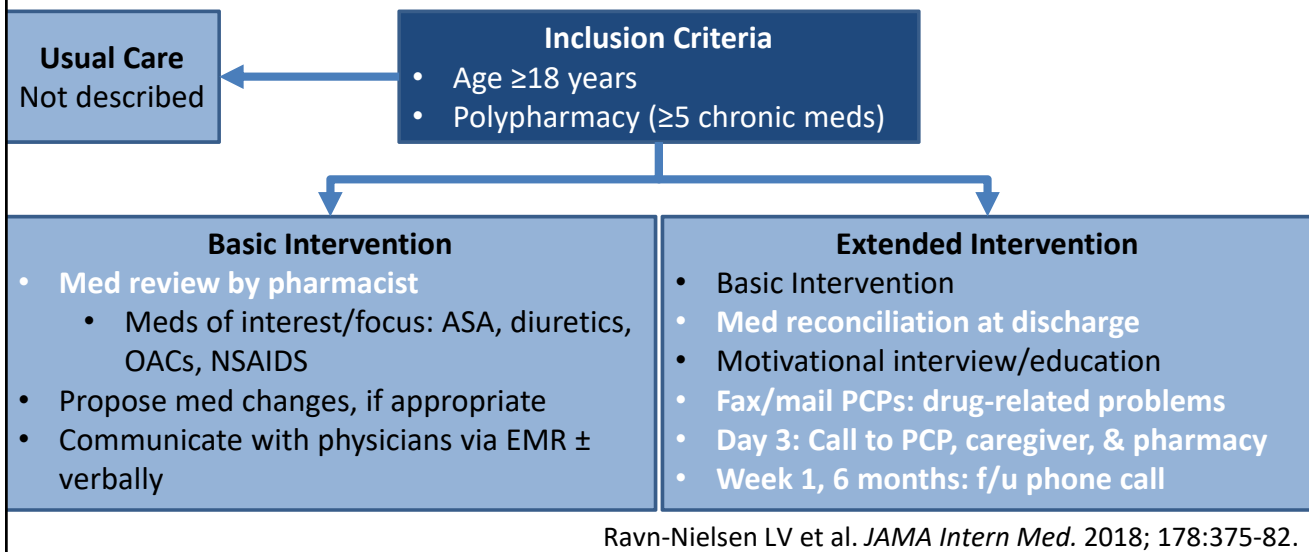 Usual Care
Not described
Inclusion Criteria
• Age ≥18 years
• Polypharmacy (≥5 chronic meds)
Basic Intervention
• Med review by pharmacist
• Meds of interest/focus: ASA, diuretics,
OACs, NSAIDS
• Propose med changes, if appropriate
• Communicate with physicians via EMR ±
verbally
Extended Intervention
• Basic Intervention
• Med reconciliation at discharge
• Motivational interview/education
• Fax/mail PCPs: drug-related problems
• Day 3: Call to PCP, caregiver, & pharmacy
• Week 1, 6 months: f/u phone call
Ravn-Nielsen LV et al. JAMA Intern Med. 2018; 178:375-82.